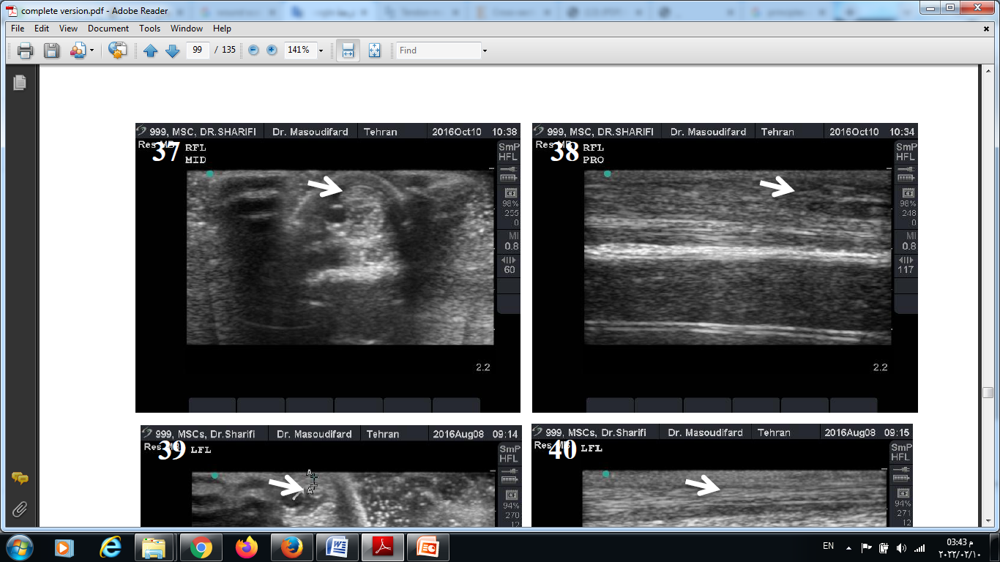 complete version.pdf - Adobe Reader
File Edit View Document Tools Window Help
99 / 135 141% Find
999, MSC, DR.SHARIFI Dr. Masoudifard Tehran 2016Oct10 10:38
37 RFL
MID
SmP
HFL
98%
255
0
MI
0.8
60
2.2
999, MSC, DR.SHARIFI Dr. Masoudifard Tehran 2016Oct10 10:34
38 RFL
PRO
SmP
HFL
98%
248
0
MI
0.8
117
2.2
999, MSCs, Dr.Sharifi Dr. Masoudifard Tehran 2016Aug08 09:14
39 LFL
SmP
HFL
A
A
94%
270
12
999, MSCs, Dr.Sharifi Dr. Masoudifard Tehran 2016Aug08 09:15
40 LFL
SmP
HFL
94%
271
12
EN
03:43 م
٢٠٢٢/٠٢/١٠